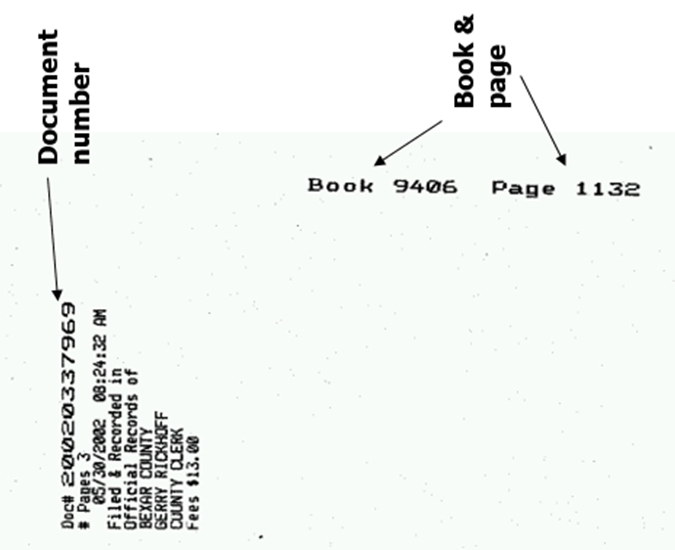 Document
number
Book &
page
Book 9406 Page 1132
Doc# 20020337969
# Pages 3
05/30/2002 08:24:32 AM
Filed & Recorded in
Official Records of
BEXAR COUNTY
GERRY RICKHOFF
COUNTY CLERK
Fees $13.00